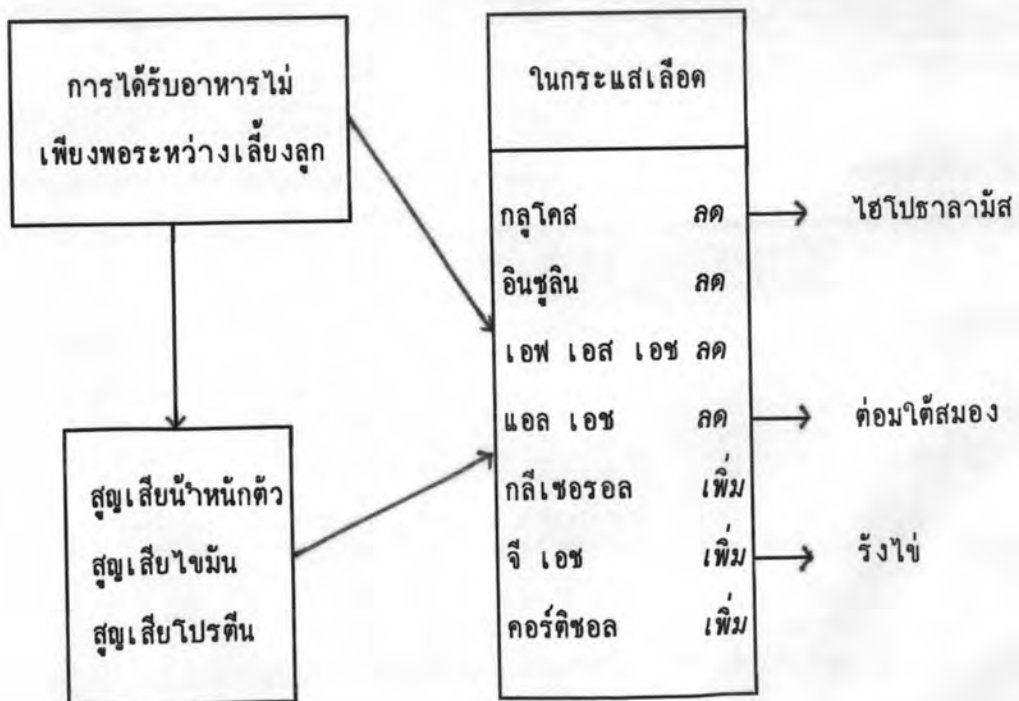 การได้รับอาหารไม่
เพียงพอระหว่างเลี้ยงลูก
สูญเสียน้ำหนักตัว
สูญเสียไขมัน
สูญเสียโปรตีน
ในกระแสเลือด
กลูโคส ลด
อินซูลิน ลด
เอฟ เอส เอช ลด
แอล เอช ลด
กลีเซอรอล เพิ่ม
จี เอช เพิ่ม
คอร์ติซอล เพิ่ม
ไฮโปธาลามัส
ต่อมใต้สมอง
รังไข่